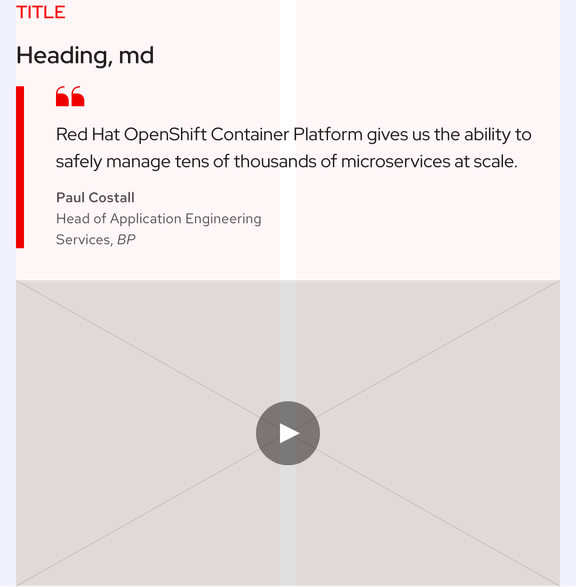 TITLE
Heading, md
❝
Red Hat OpenShift Container Platform gives us the ability to
safely manage tens of thousands of microservices at scale.
Paul Costall
Head of Application Engineering
Services, BP